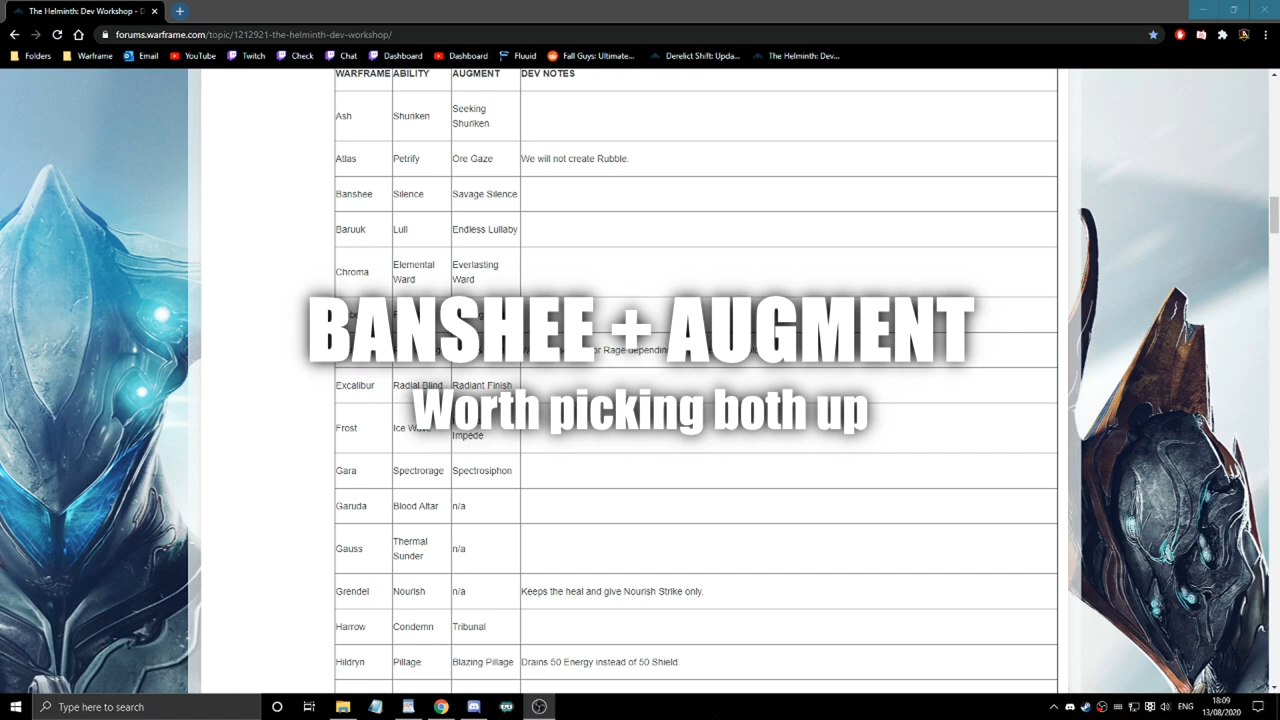 The Helminth: Dev Workshop - D
forums.warframe.com/topic/1212921-the-helminth-dev-workshop/
Folders Warframe Email YouTube Twitch Check Chat Dashboard Dashboard Fluuid Fall Guys: Ultimate... Derelict Shift: Upda... The Helminth: Dev...
WARFRAME ABILITY AUGMENT DEV NOTES
Ash Shuriken Seeking Shuriken
Atlas Petrify Ore Gaze We will not create Rubble.
Banshee Silence Savage Silence
Baruuk Lull Endless Lullaby
Chroma Elemental Ward Everlasting Ward
BANSHEE + AUGMENT
or Rage depending
Excalibur Radial Blind Radiant Finish
Worth picking both up
Frost Ice Impede
Gara Spectrorage Spectrosiphon
Garuda Blood Altar n/a
Gauss Thermal Sunder n/a
Grendel Nourish n/a Keeps the heal and give Nourish Strike only.
Harrow Condemn Tribunal
Hildryn Pillage Blazing Pillage Drains 50 Energy instead of 50 Shield.
Type here to search
ENG 18:09
13/08/2020